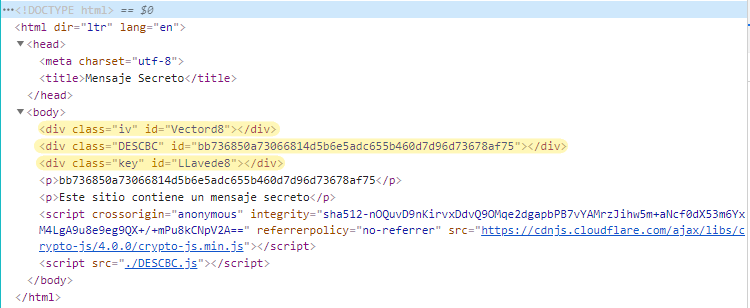 ···<!DOCTYPE html> == $0
<html dir="ltr" lang="en">
▼<head>
<meta charset="utf-8">
<title>Mensaje Secreto</title>
</head>
▼<body>
<div class="iv" id="Vectord8"></div>
<div class="DESCBC" id="bb736850a73066814d5b6e5adc655b460d7d96d73678af75"></div>
<div class="key" id="LLavede8"></div>
<p>bb736850a73066814d5b6e5adc655b460d7d96d73678af75</p>
<p>Este sitio contiene un mensaje secreto</p>
<script crossorigin="anonymous" integrity="sha512-nOQuvD9nKirvxDdvQ9OMqe2dgapbPB7vYAMrzJihw5m+aNcf0dX53m6Yx
M4LgA9u8e9eg9QX+/+mPu8kCNpV2A==" referrerpolicy="no-referrer" src="https://cdnjs.cloudflare.com/ajax/libs/c
rypto-js/4.0.0/crypto-js.min.js"></script>
<script src="./DESCBC.js"></script>
</body>
</html>